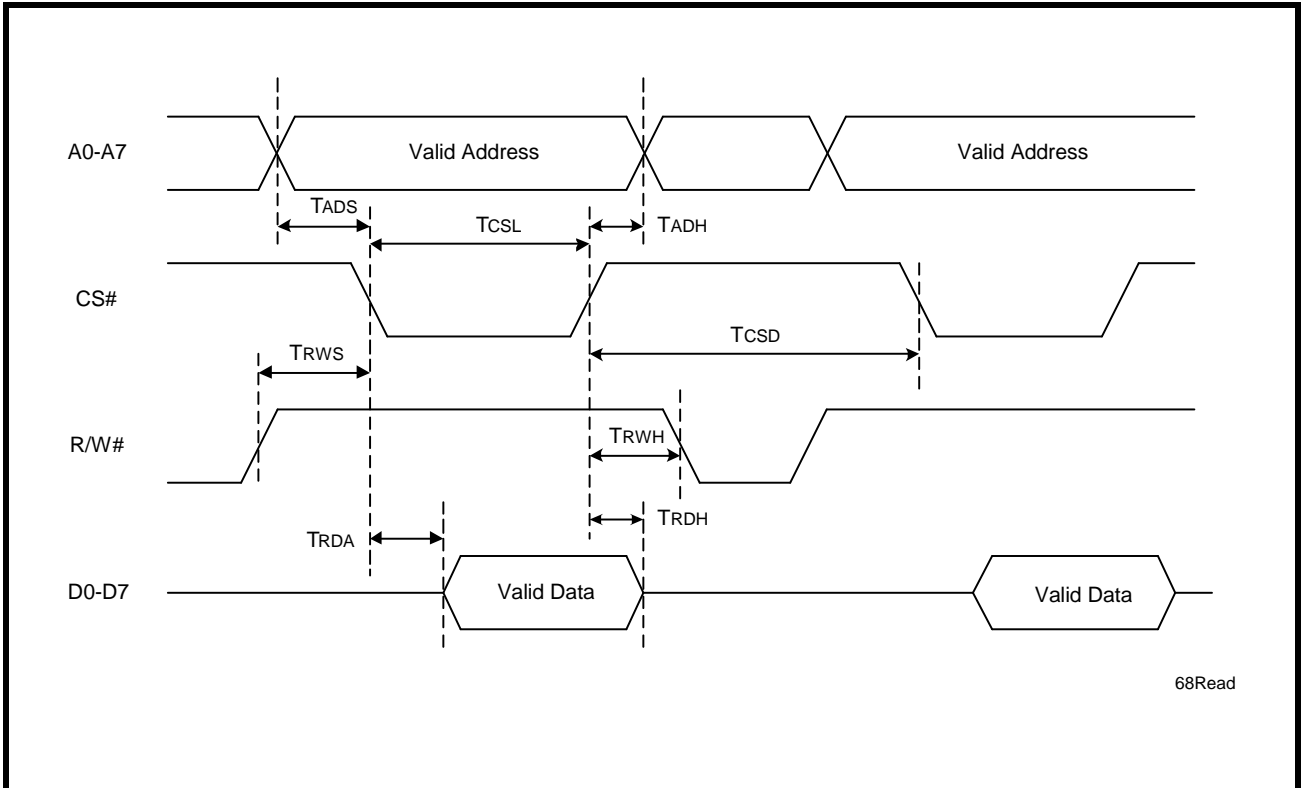 A0-A7
Valid Address
Valid Address
TADS
TCSL
TADH
CS#
TCSD
TRWS
R/W#
TRWH
TRDH
TRDA
D0-D7
Valid Data
Valid Data
68Read